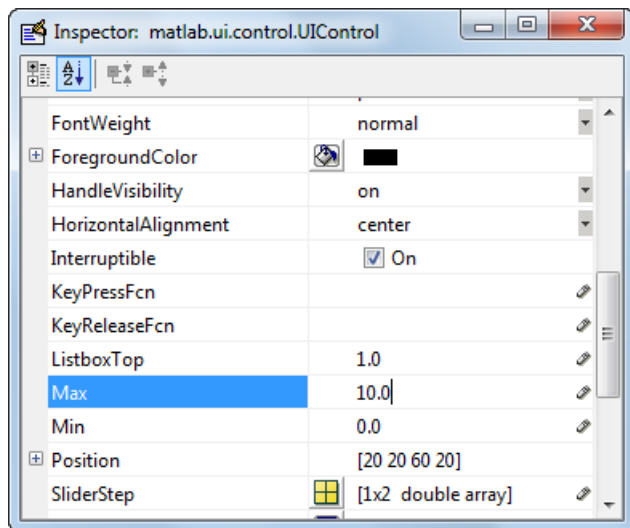 Inspector: matlab.ui.control.UIControl
FontWeight normal
ForegroundColor
HandleVisibility on
HorizontalAlignment center
Interruptible On
KeyPressFcn
KeyReleaseFcn
ListboxTop 1.0
Max 10.0
Min 0.0
Position [20 20 60 20]
SliderStep [1x2 double array]